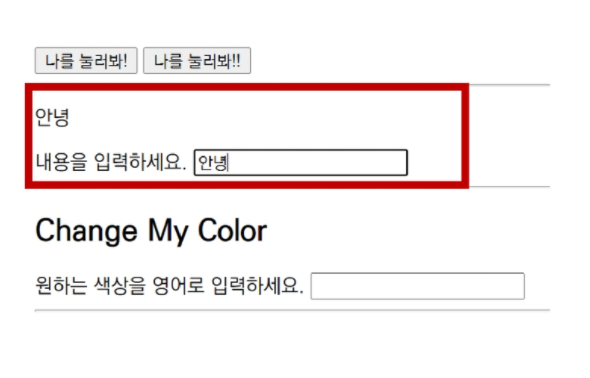 나를 눌러봐! 나를 눌러봐!!
안녕
내용을 입력하세요. 안녕
Change My Color
원하는 색상을 영어로 입력하세요.